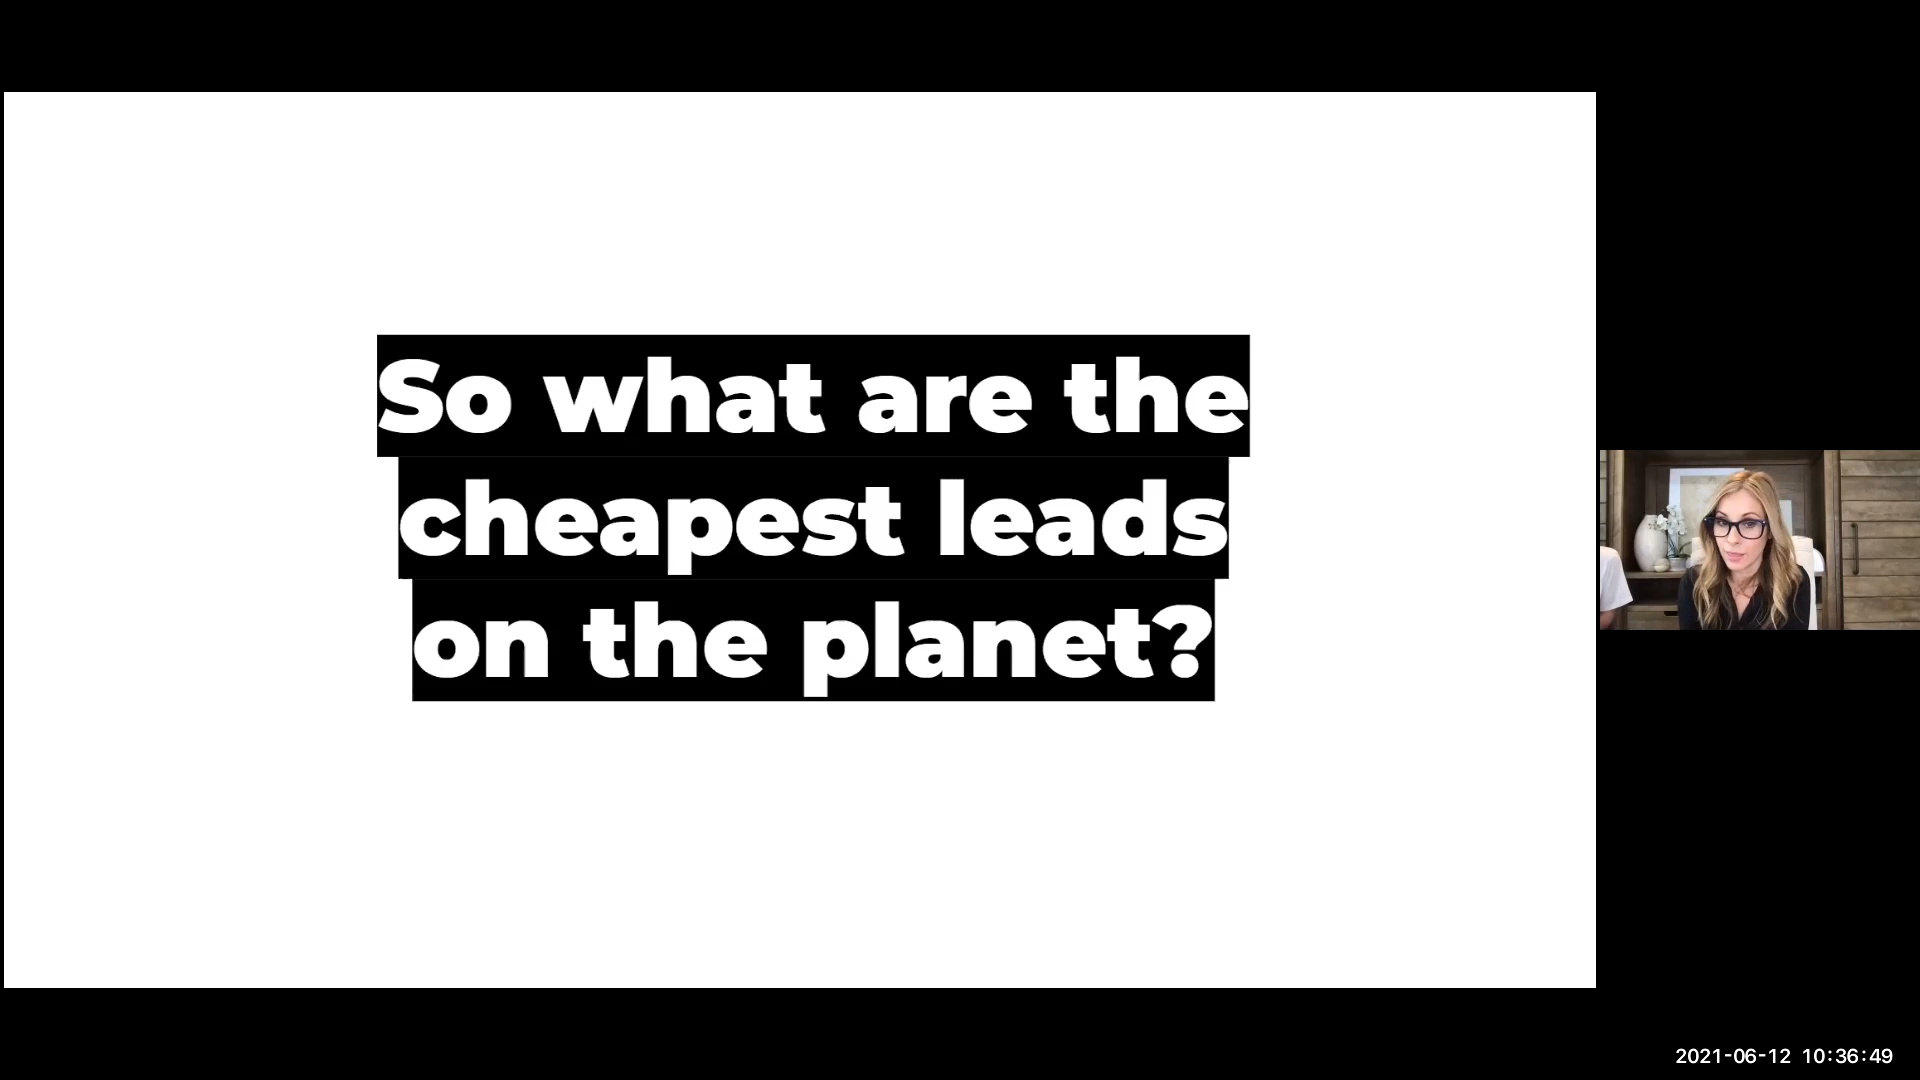 So what are the
cheapest leads
on the planet?
2021-06-12 10:36:49